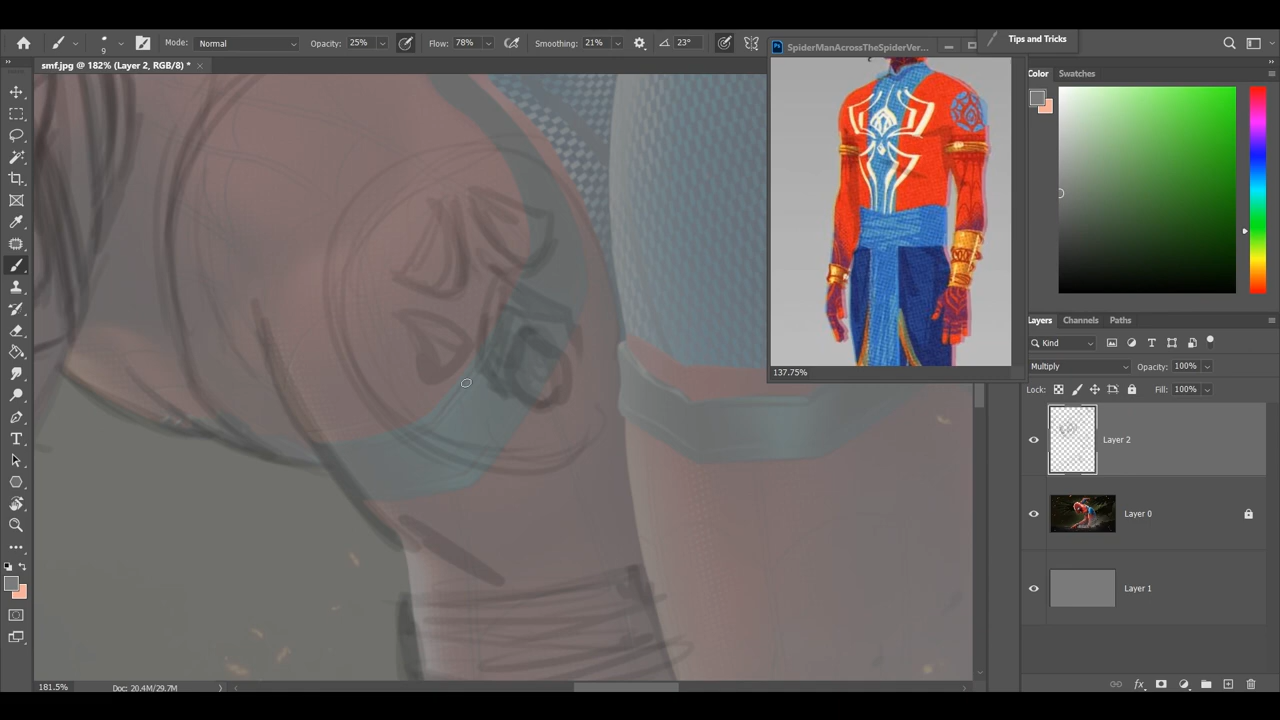 Mode: Normal Opacity: 25% Flow: 78% Smoothing: 21% 23°
Tips and Tricks
smf.jpg @ 182% (Layer 2, RGB/8) *
SpiderManAcrossTheSpiderVer...
137.75%
Color Swatches
Layers Channels Paths
Kind
Multiply Opacity: 100%
Lock: Fill: 100%
Layer 2
Layer 0
Layer 1
181.5% Doc: 20.4M/29.7M
9